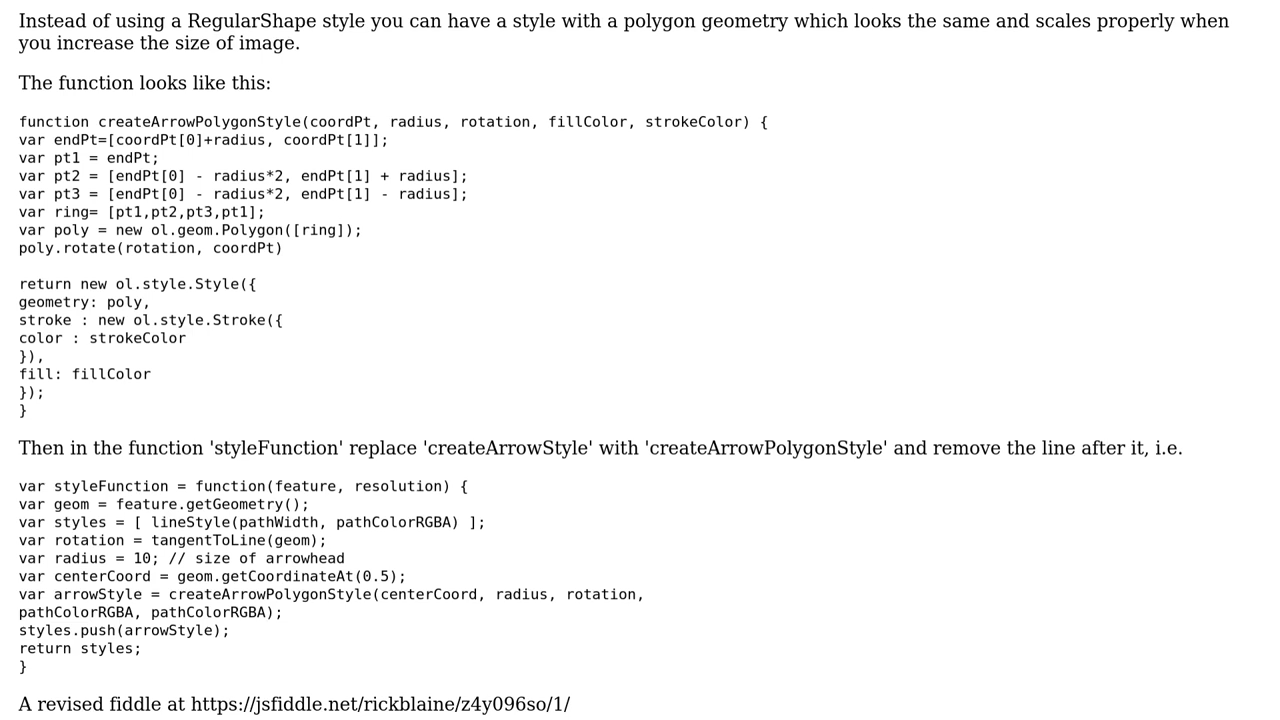 Instead of using a RegularShape style you can have a style with a polygon geometry which looks the same and scales properly when
you increase the size of image.
The function looks like this:
function createArrowPolygonStyle(coordPt, radius, rotation, fillColor, strokeColor) {
var endPt=[coordPt[0]+radius, coordPt[1]];
var pt1 = endPt;
var pt2 = [endPt[0] - radius*2, endPt[1] + radius];
var pt3 = [endPt[0] - radius*2, endPt[1] - radius];
var ring= [pt1,pt2,pt3,pt1];
var poly = new ol.geom.Polygon([ring]);
poly.rotate(rotation, coordPt)
return new ol.style.Style({
geometry: poly,
stroke : new ol.style.Stroke({
color : strokeColor
}),
fill: fillColor
});
}
Then in the function 'styleFunction' replace 'createArrowStyle' with 'createArrowPolygonStyle' and remove the line after it, i.e.
var styleFunction = function(feature, resolution) {
var geom = feature.getGeometry();
var styles = [ lineStyle(pathWidth, pathColorRGBA) ];
var rotation = tangentToLine(geom);
var radius = 10; // size of arrowhead
var centerCoord = geom.getCoordinateAt(0.5);
var arrowStyle = createArrowPolygonStyle(centerCoord, radius, rotation,
pathColorRGBA, pathColorRGBA);
styles.push(arrowStyle);
return styles;
}
A revised fiddle at https://jsfiddle.net/rickblaine/z4y096so/1/